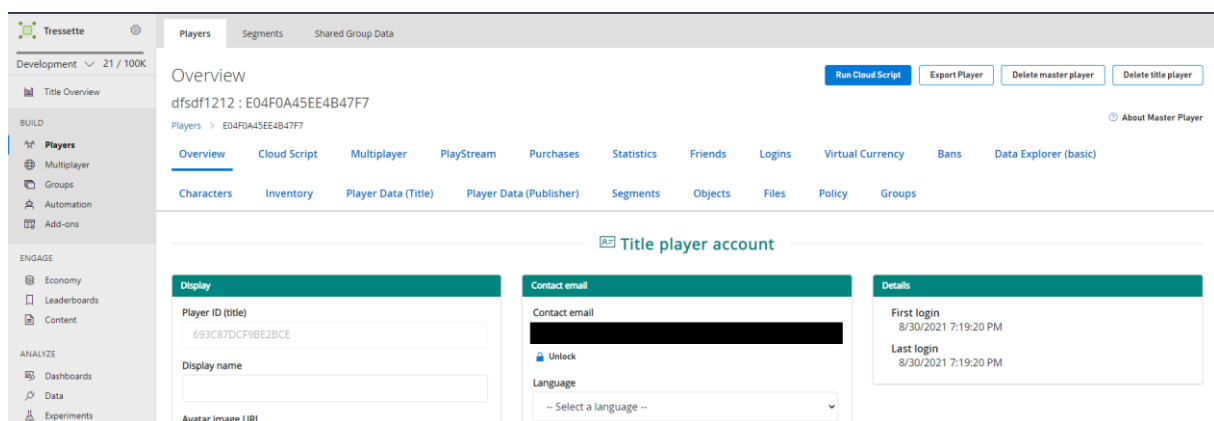 Tressette
Development 21 / 100K
Title Overview
BUILD
Players
Multiplayer
Groups
Automation
Add-ons
ENGAGE
Economy
Leaderboards
Content
ANALYZE
Dashboards
Data
Experiments
Players Segments Shared Group Data
Overview
Run Cloud Script Export Player Delete master player Delete title player
dfsdf1212 : E04F0A45EE4B47F7
Players > E04F0A45EE4B47F7
About Master Player
Overview Cloud Script Multiplayer PlayStream Purchases Statistics Friends Logins Virtual Currency Bans Data Explorer (basic)
Characters Inventory Player Data (Title) Player Data (Publisher) Segments Objects Files Policy Groups
Title player account
Display
Player ID (title)
693C87DCF9BE2BCE
Display name
Avatar image URL
Contact email
Contact email
Unlock
Language
-- Select a language --
Details
First login
8/30/2021 7:19:20 PM
Last login
8/30/2021 7:19:20 PM